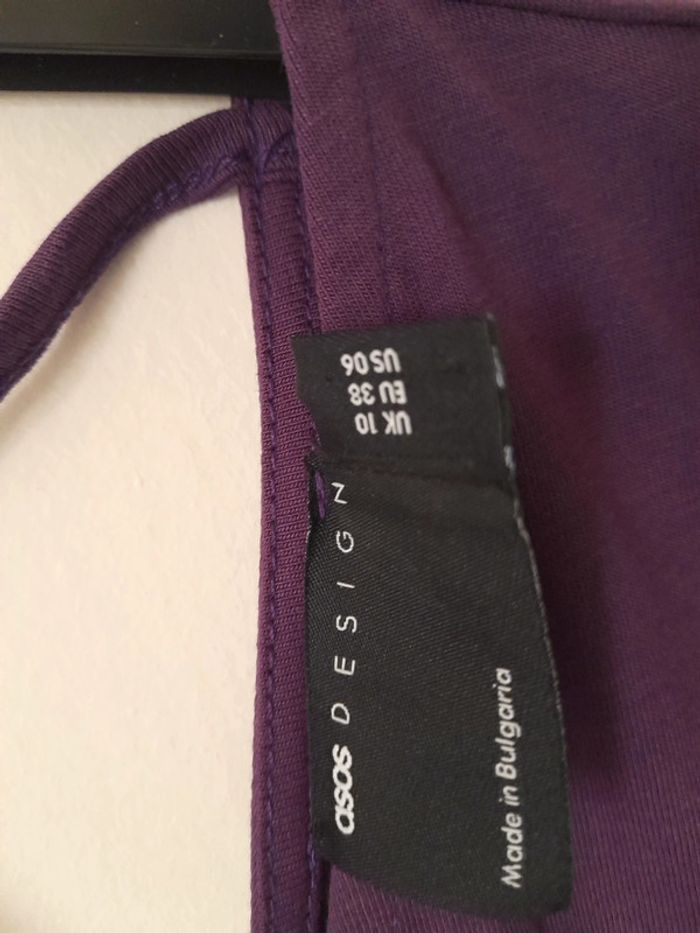 UK 10
EU 38
US 06
asos DESIGN
Made in Bulgaria